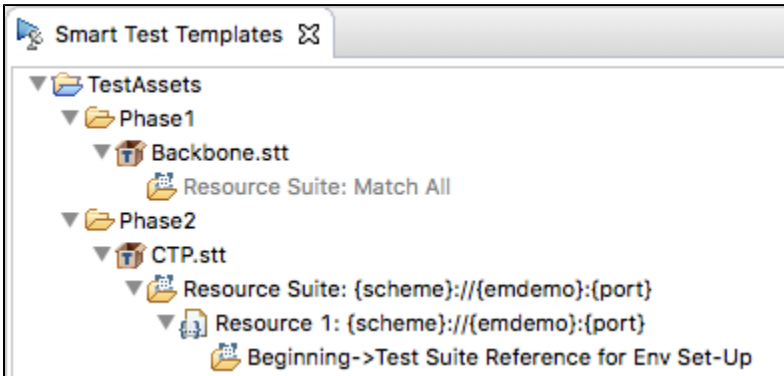 Smart Test Templates
TestAssets
Phase1
Backbone.stt
Resource Suite: Match All
Phase2
CTP.stt
Resource Suite: {scheme}://{emdemo}:{port}
Resource 1: {scheme}://{emdemo}:{port}
Beginning->Test Suite Reference for Env Set-Up